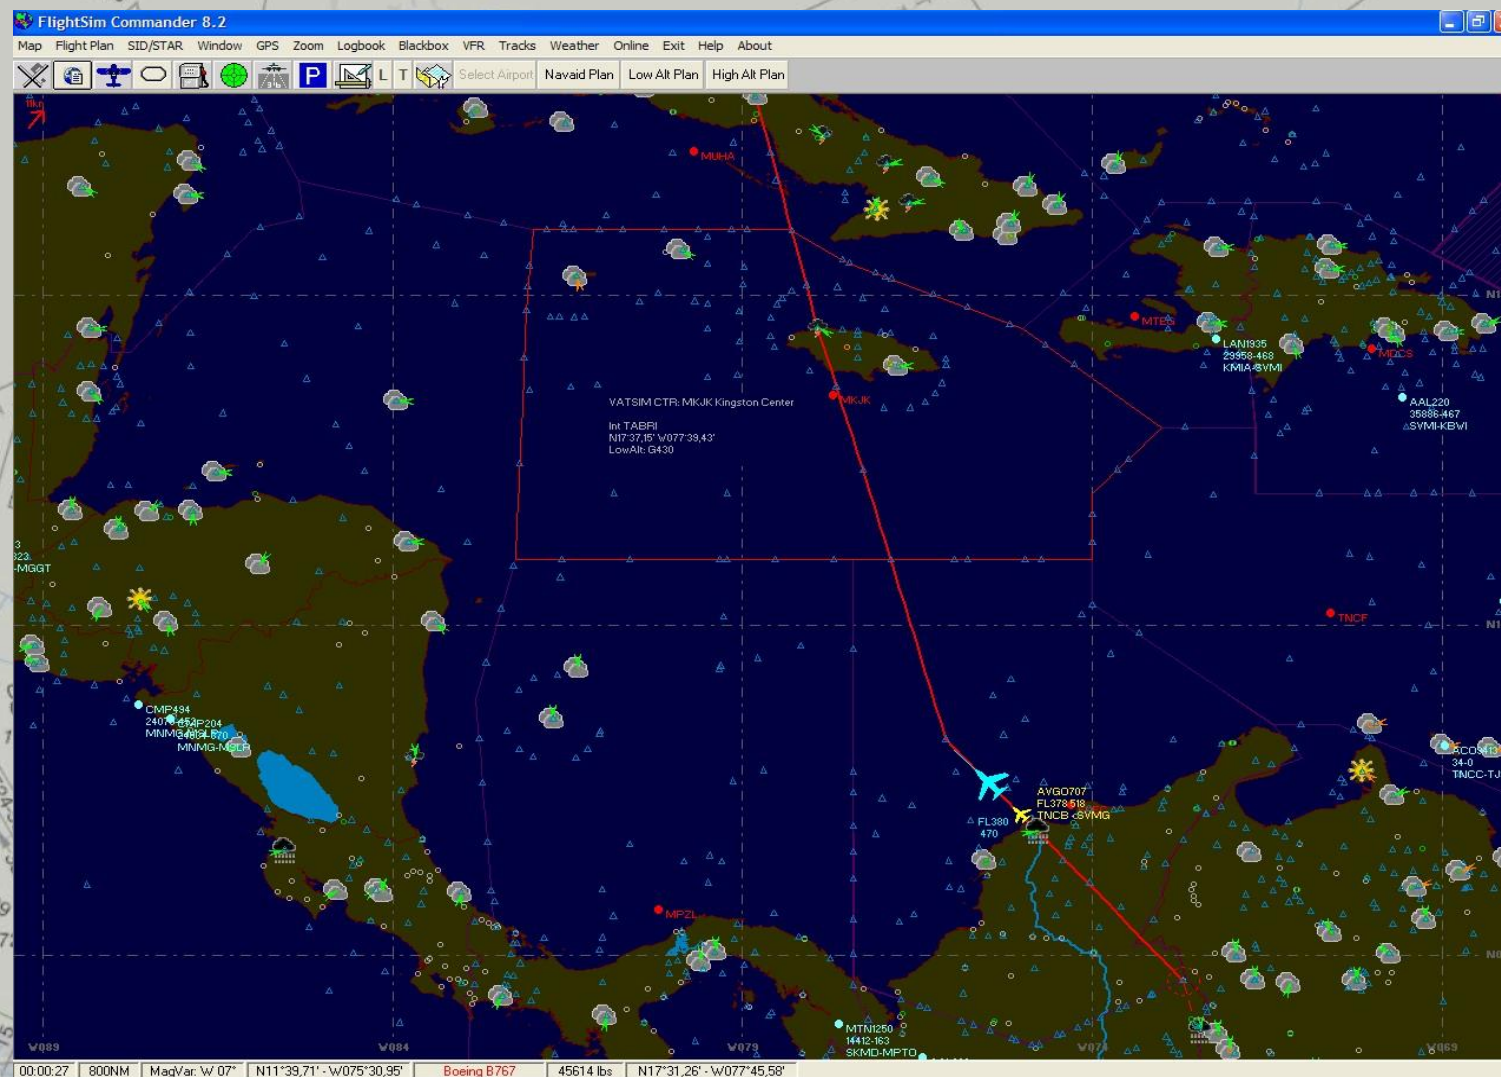 FlightSim Commander 8.2
Map Flight Plan SID/STAR Window GPS Zoom Logbook Blackbox VFR Tracks Weather Online Exit Help About
P L T Select Airport Navaid Plan Low Alt Plan High Alt Plan
11kt
MUHA
MTEG
LAN1935
29958-468
KMIA-SVMI
MDCS
AAL220
35886-467
SVMI-KBWI
MKJK
VATSIM CTR: MKJK Kingston Center
Int TABRI
N17°37,15' W077°39,43'
LowAlt: G430
-MGGT
TNCF
CMP494
MNMG-MSLP
CMP204
MNMG-MSLP
34-0
TNCC-TJ
AVGO707
FL378 518
TNCB <SVMG
FL380
470
MPZL
MTN1250
14412-163
SKMD-MPTO
W089 W084 W079 W074 W069
00:00:27 800NM MagVar: W 07° N11°39,71' - W075°30,95' Boeing B767 45614 lbs N17°31,26' - W077°45,58'